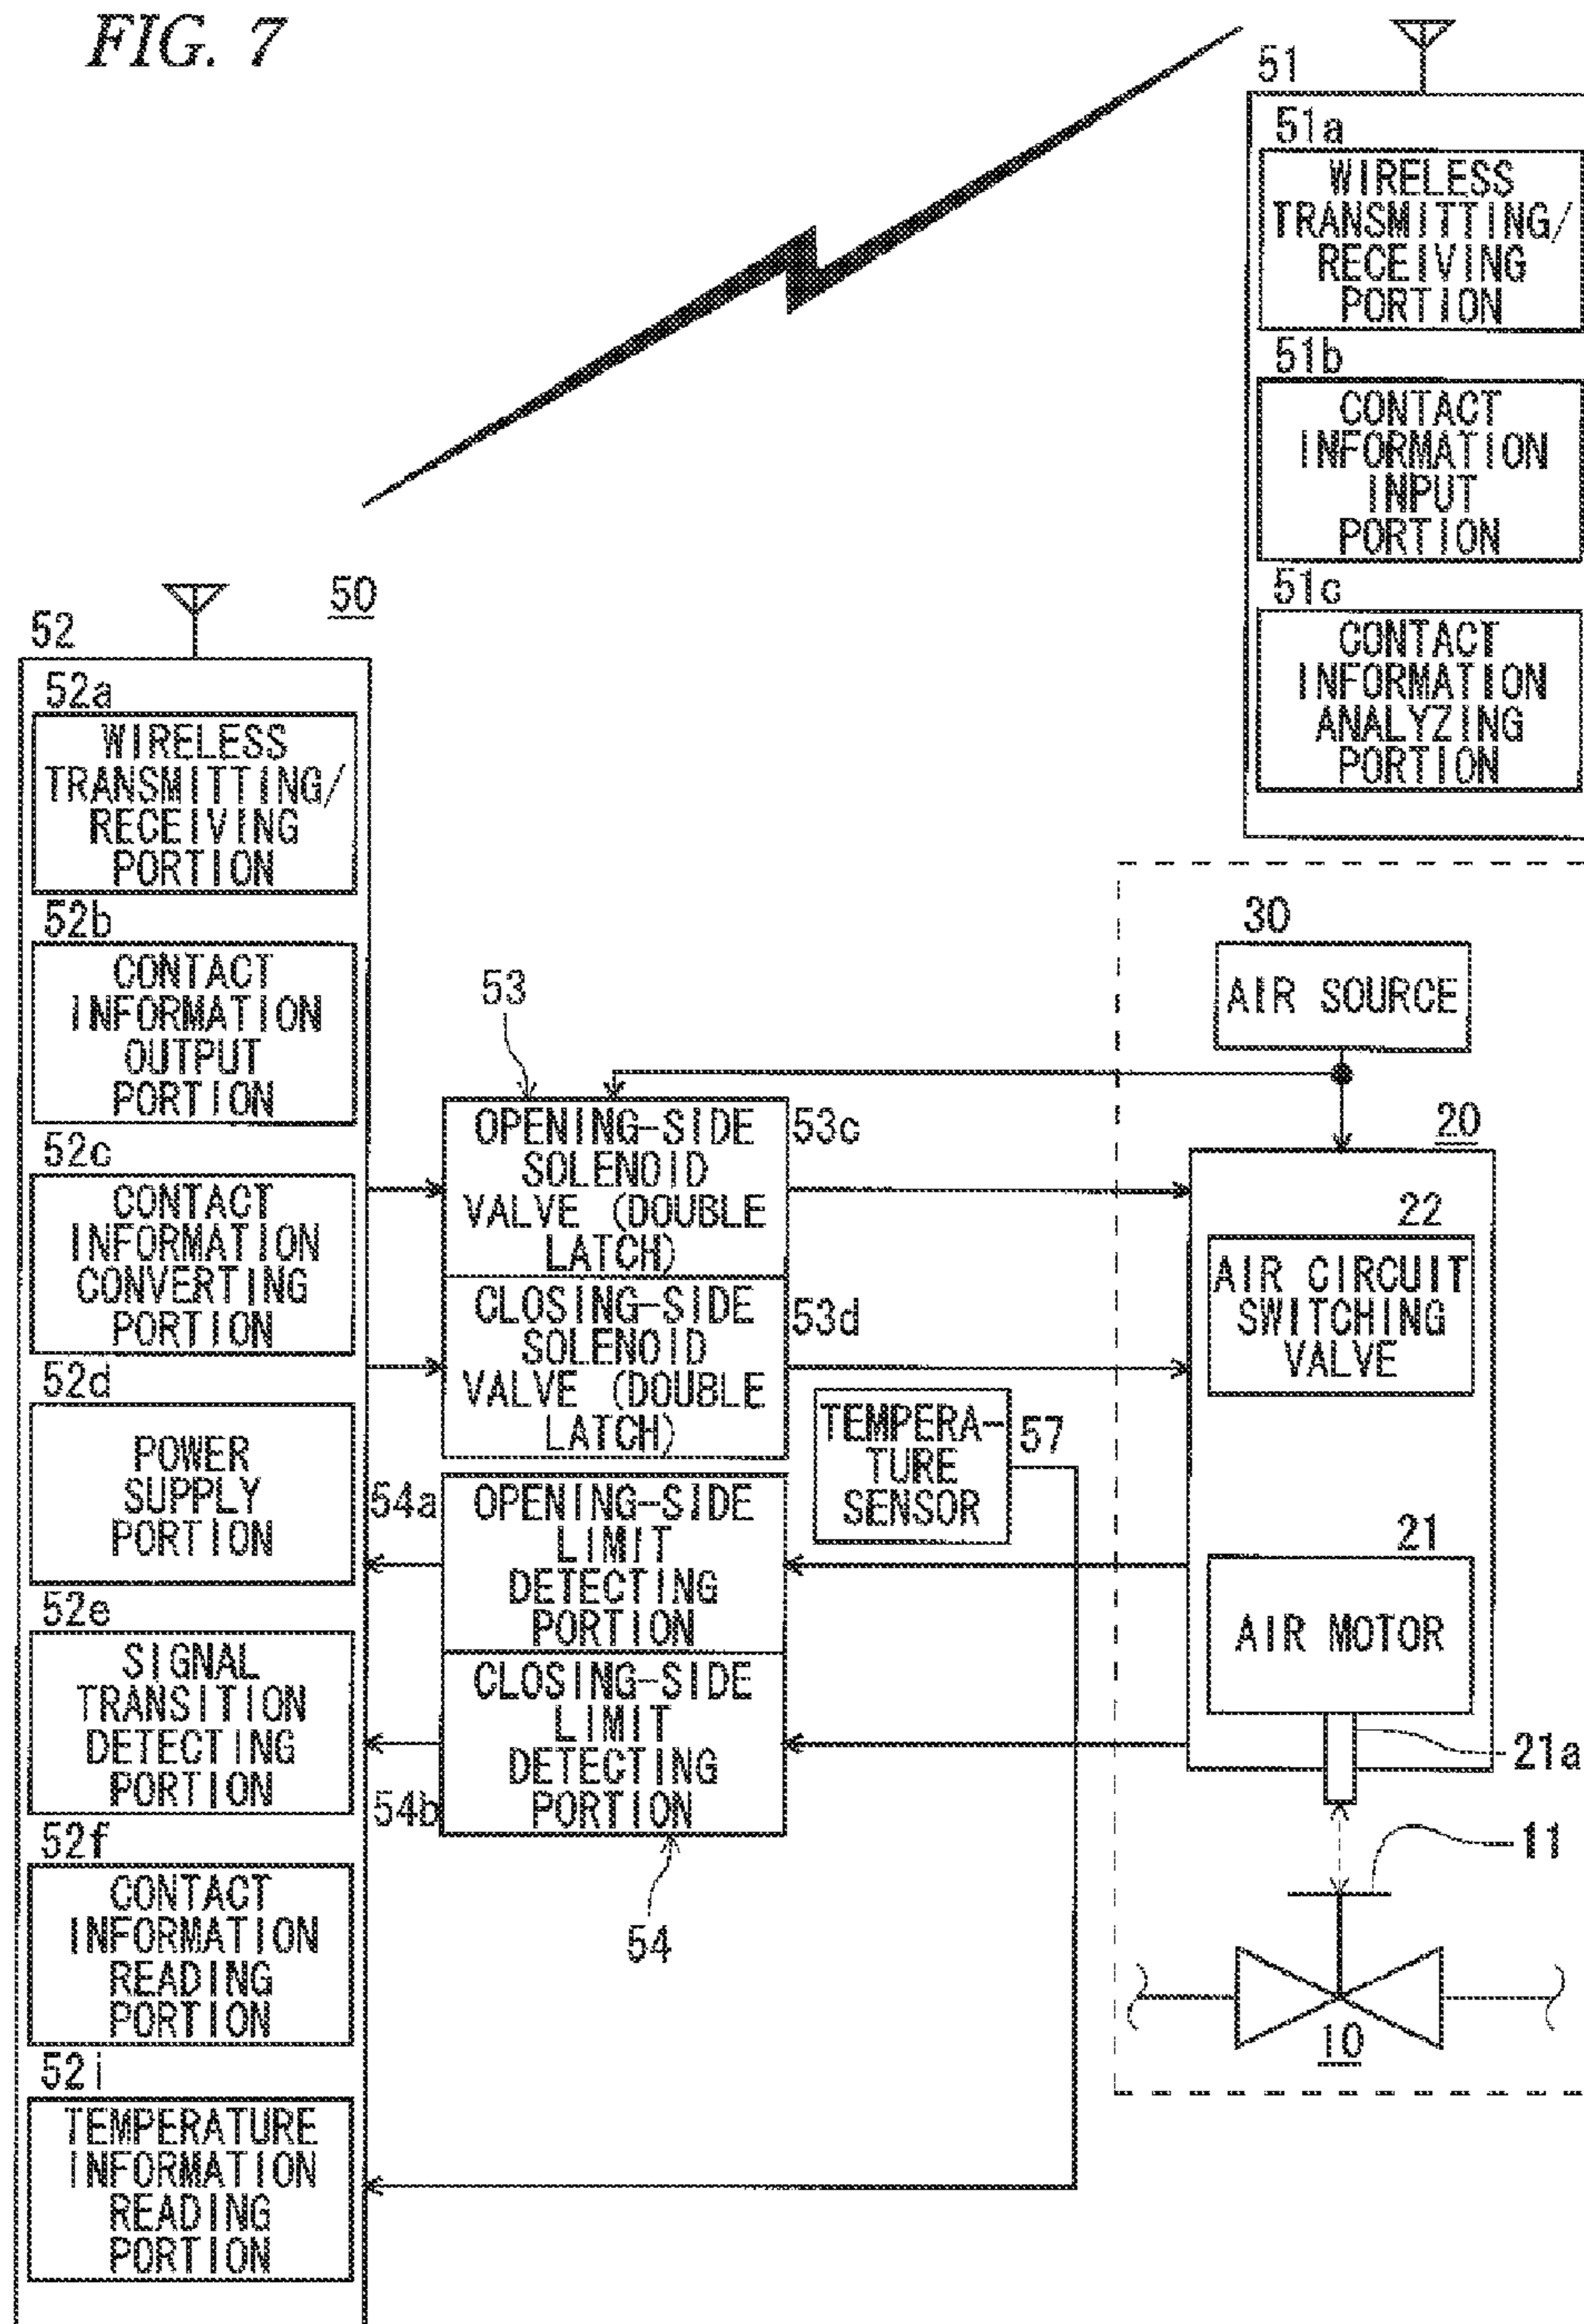 FIG. 7
51
51a
WIRELESS
TRANSMITTING/
RECEIVING
PORTION
51b
CONTACT
INFORMATION
INPUT
PORTION
51c
CONTACT
INFORMATION
ANALYZING
PORTION
50
52
52a
WIRELESS
TRANSMITTING/
RECEIVING
PORTION
52b
CONTACT
INFORMATION
OUTPUT
PORTION
52c
CONTACT
INFORMATION
CONVERTING
PORTION
52d
POWER
SUPPLY
PORTION
52e
SIGNAL
TRANSITION
DETECTING
PORTION
52f
CONTACT
INFORMATION
READING
PORTION
52i
TEMPERATURE
INFORMATION
READING
PORTION
53
OPENING-SIDE
SOLENOID
VALVE (DOUBLE
LATCH)
53c
CLOSING-SIDE
SOLENOID
VALVE (DOUBLE
LATCH)
53d
54a
OPENING-SIDE
LIMIT
DETECTING
PORTION
CLOSING-SIDE
LIMIT
DETECTING
PORTION
54b
54
TEMPERA-
TURE
SENSOR
57
30
AIR SOURCE
20
22
AIR CIRCUIT
SWITCHING
VALVE
21
AIR MOTOR
21a
11
10